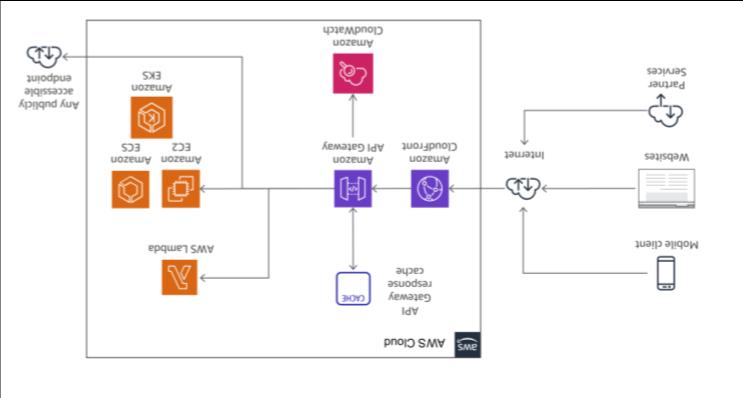 aws
AWS Cloud
Mobile client
API
Gateway
response
cache
CACHE
AWS Lambda
Websites
Internet
Amazon
CloudFront
Amazon
API Gateway
Amazon
EC2
Amazon
ECS
Partner
Services
Amazon
CloudWatch
Amazon
EKS
Any publicly
accessible
endpoint